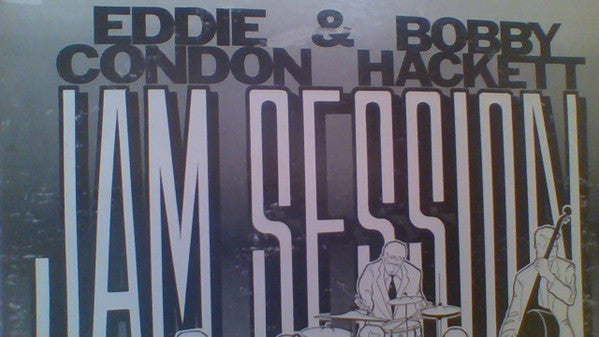 EDDIE & BOBBY
CONDON HACKETT
JAM SESSION